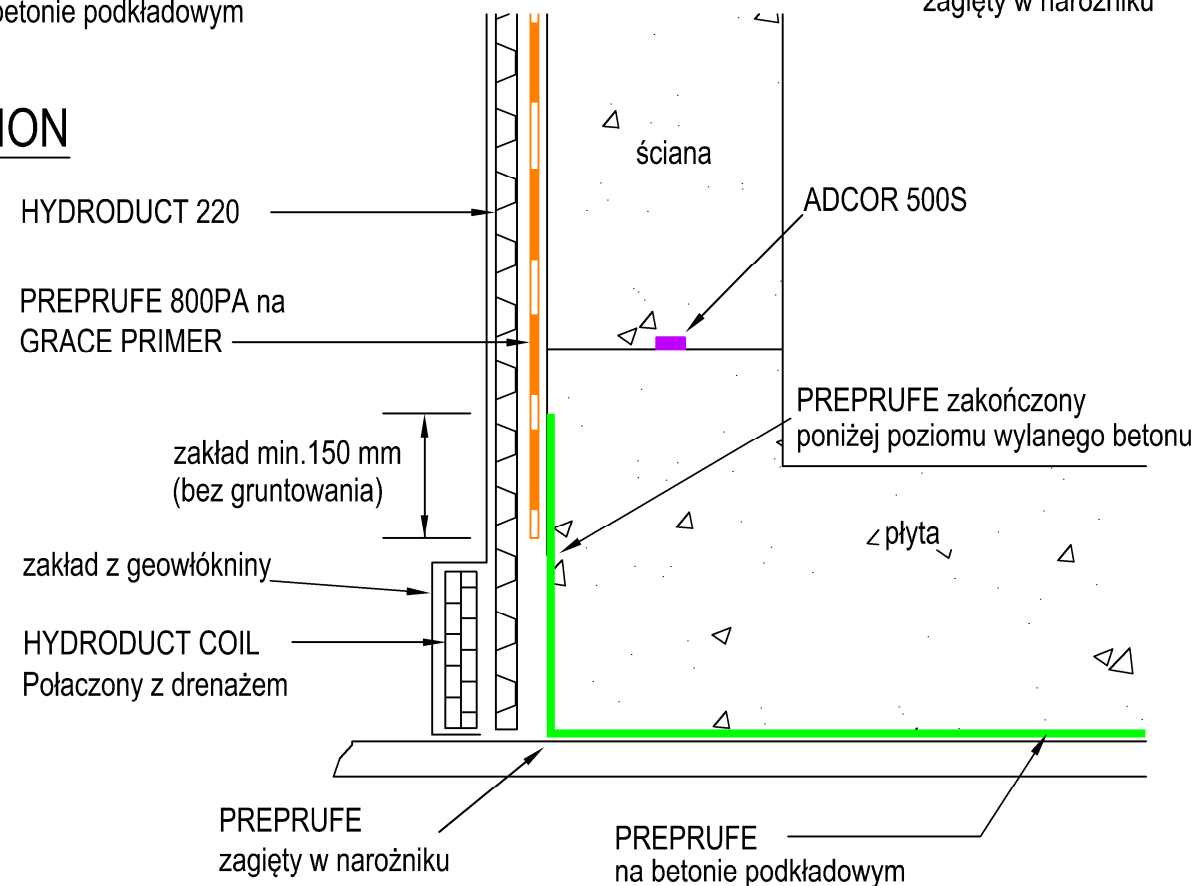 betonie podkładowym
zagięty w narożniku
ION
ściana
HYDRODUCT 220
ADCOR 500S
PREPRUFE 800PA na
GRACE PRIMER
PREPRUFE zakończony
poniżej poziomu wylanego betonu
zakład min.150 mm
(bez gruntowania)
płyta
zakład z geowłókniny
HYDRODUCT COIL
Połaczony z drenażem
PREPRUFE
zagięty w narożniku
PREPRUFE
na betonie podkładowym